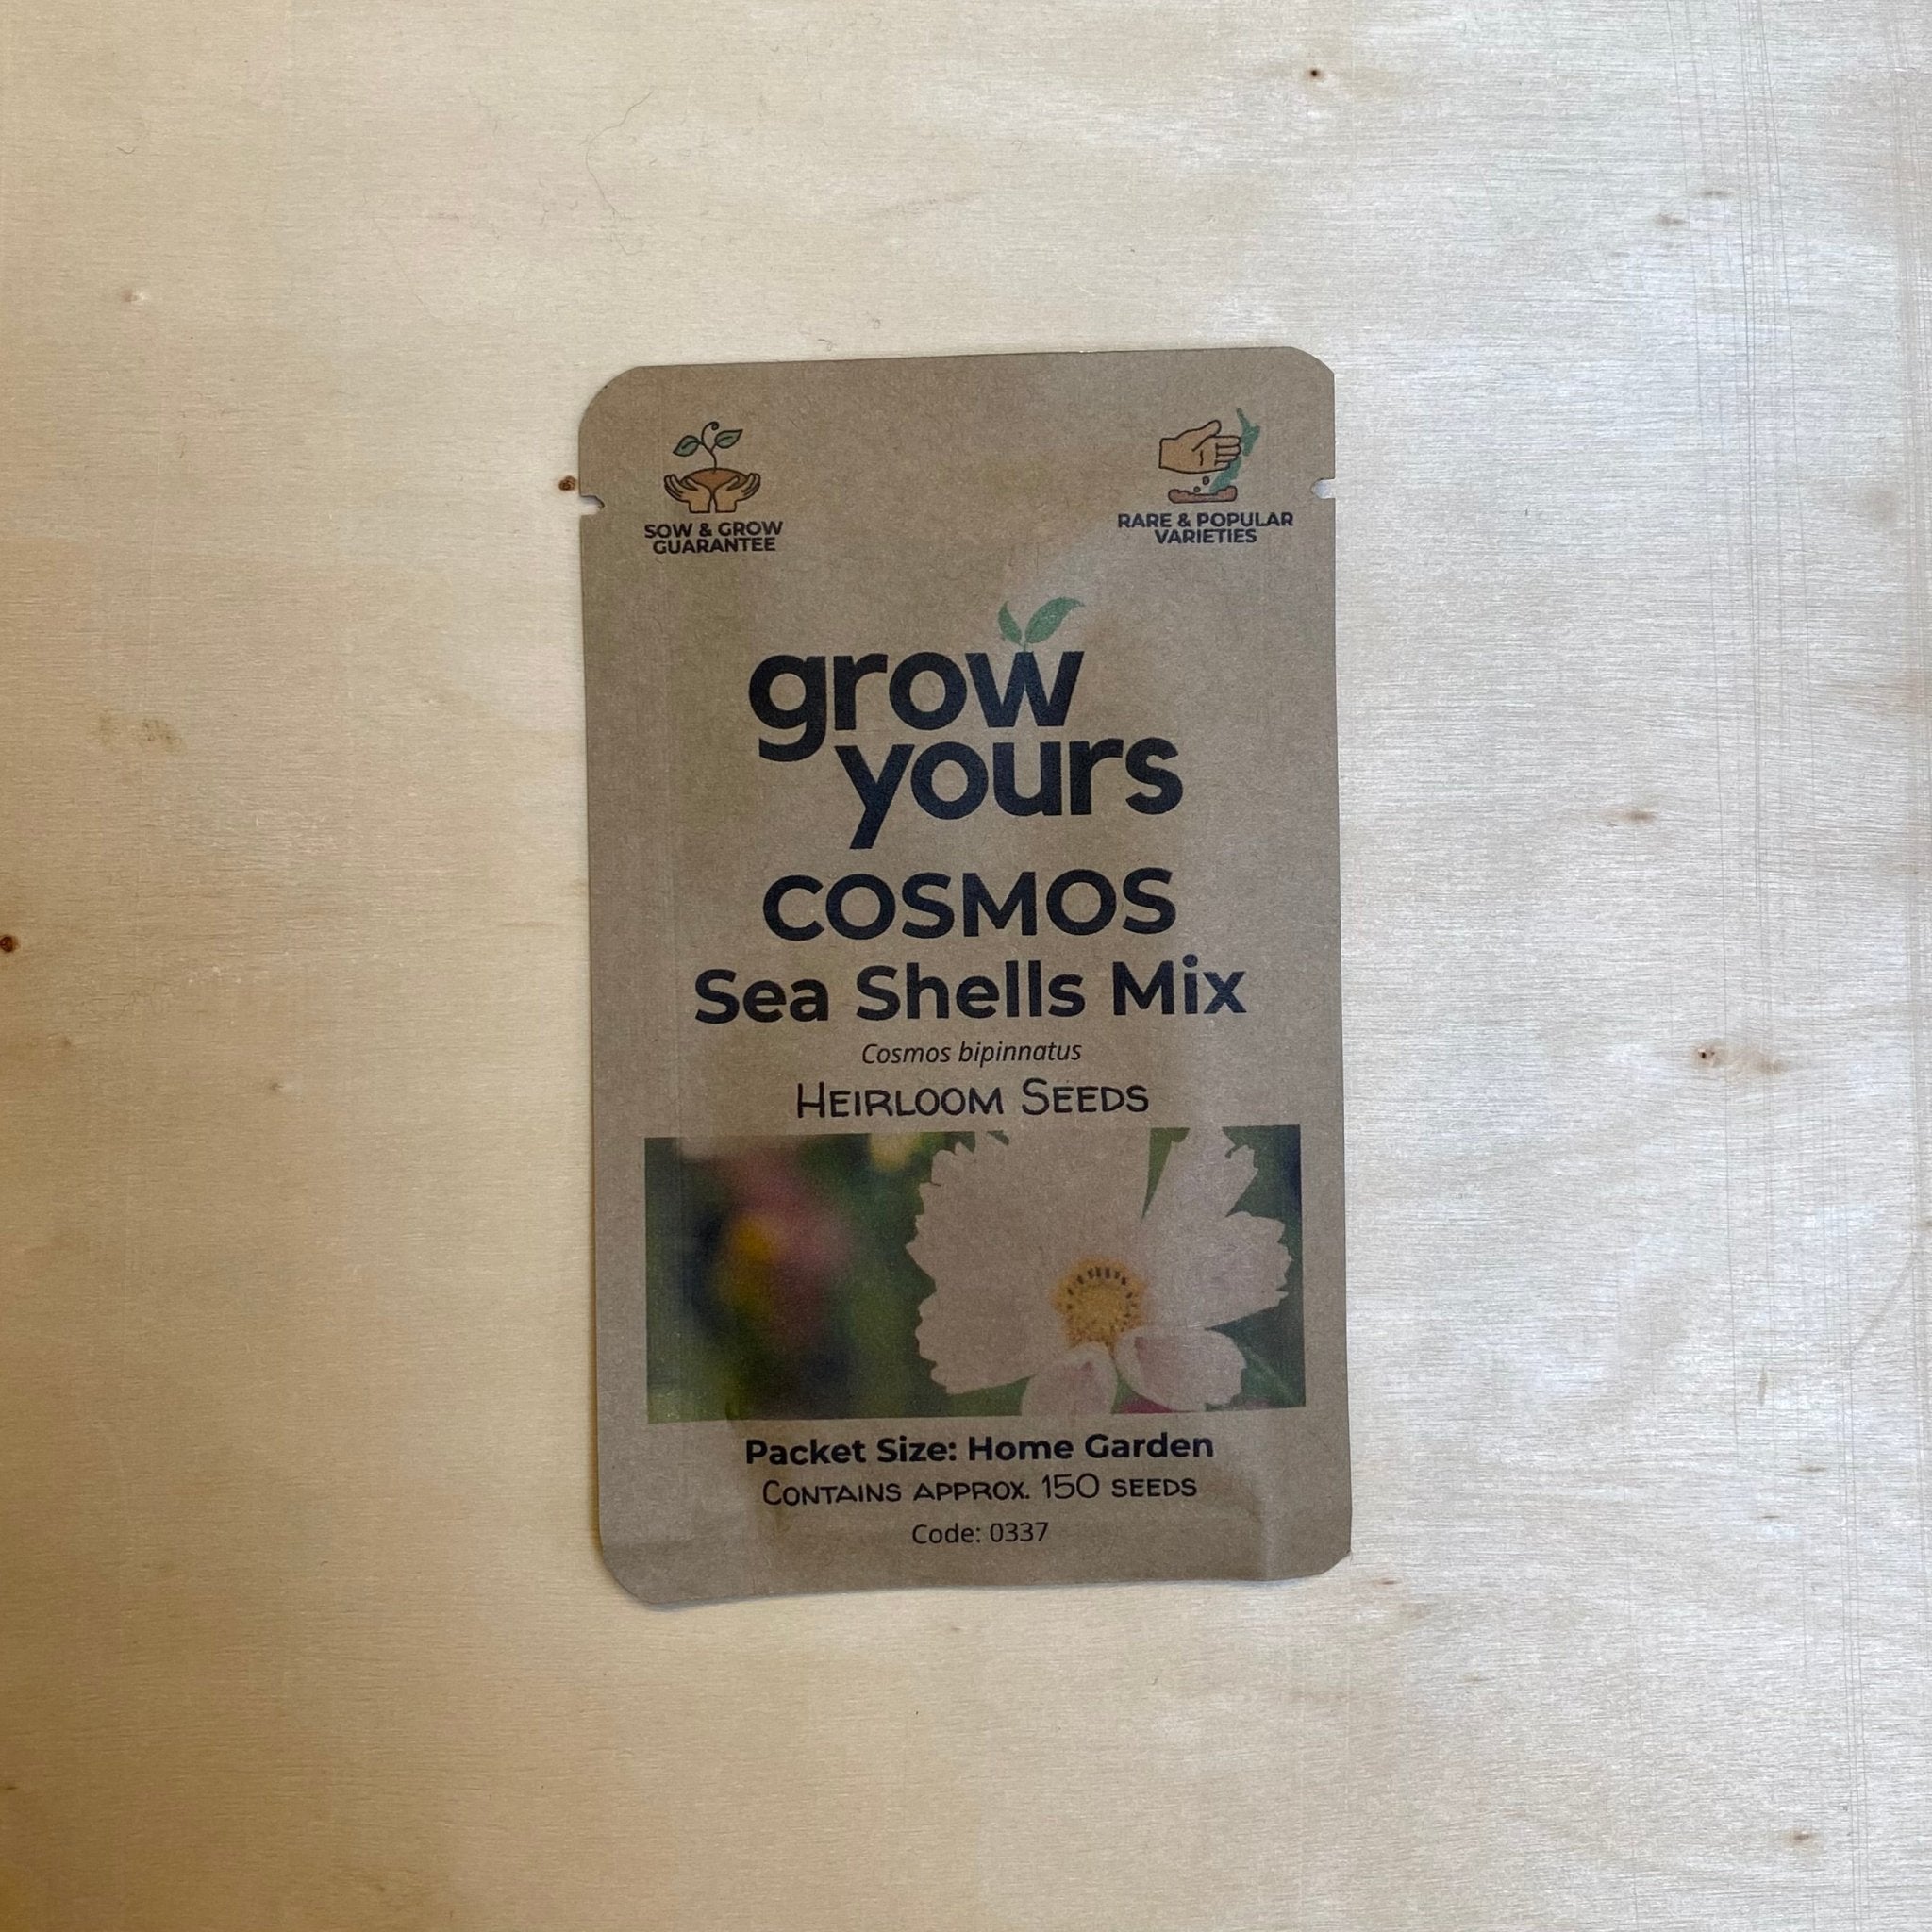 SOW & GROW
GUARANTEE
RARE & POPULAR
VARIETIES
grow
yours
COSMOS
Sea Shells Mix
Cosmos bipinnatus
HEIRLOOM SEEDS
Packet Size: Home Garden
CONTAINS APPROX. 150 SEEDS
Code: 0337